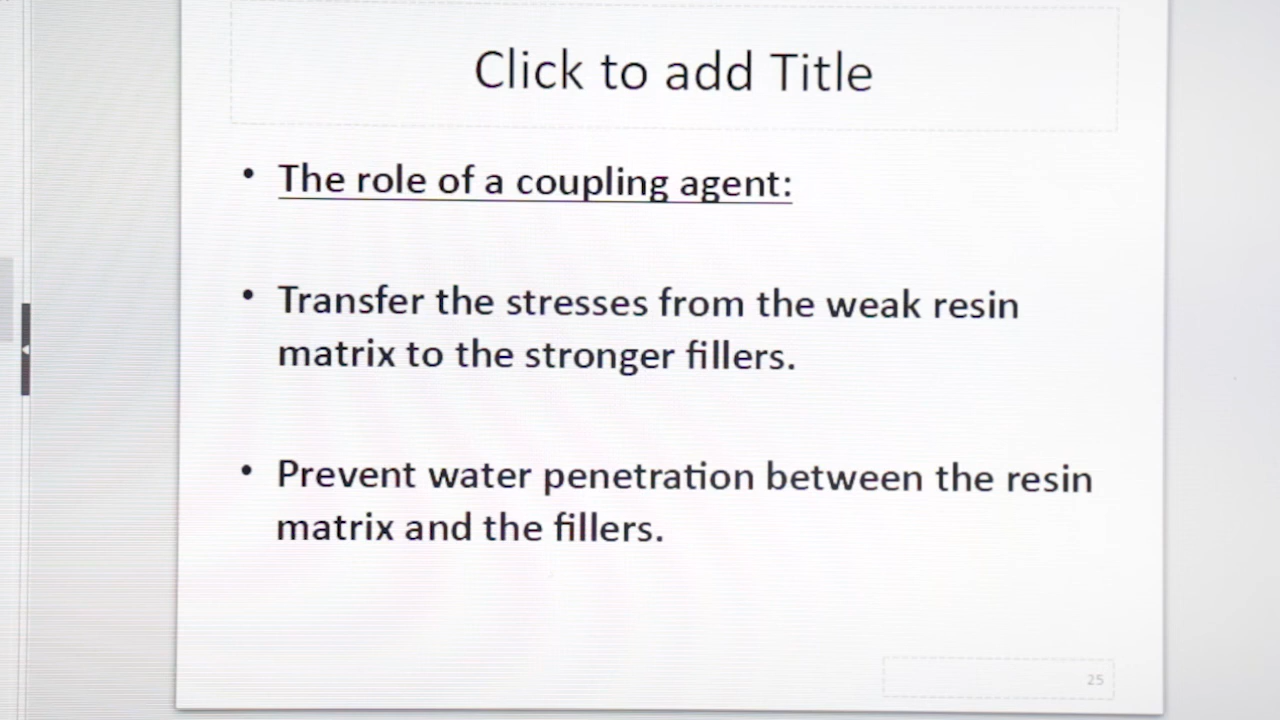 Click to add Title
• The role of a coupling agent:
• Transfer the stresses from the weak resin
matrix to the stronger fillers.
• Prevent water penetration between the resin
matrix and the fillers.
25